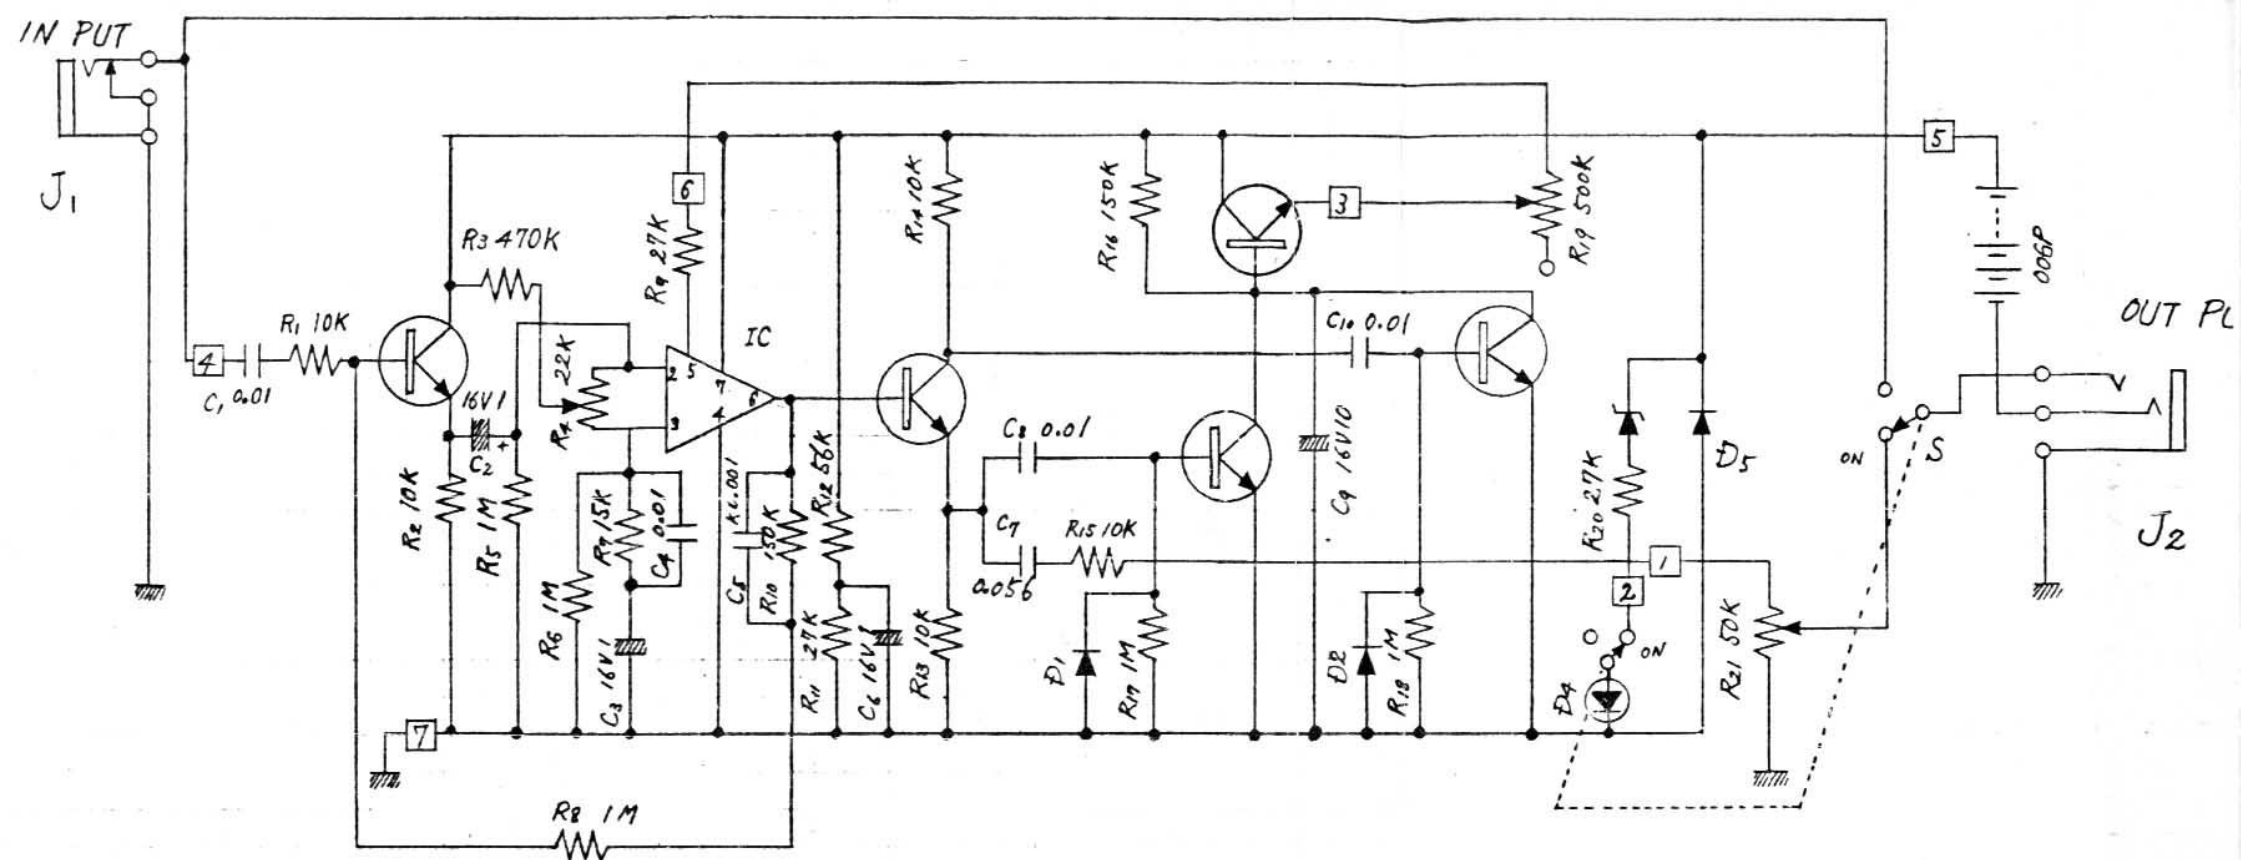 IN PUT
J1
4
C1 0.01
R1 10K
R3 470K
16V1
+
C2
R2 10K
R5 1M
R4 22K
6
R9 27K
IC
2
5
7
3
4
6
R7 15K
C4 0.01
R6 1M
C3 16V1
7
R8 1M
C5
R10 150K
R12 56K
R11 27K
C6 16V1
R14 10K
R13 10K
C8 0.01
C7 0.056
R15 10K
D1
R17 1M
R16 150K
3
R19 500K
C9 16V10
C10 0.01
D2
R18 1M
R20 27K
D5
1
2
ON
D4
R21 50K
5
006P
OUT PL
ON
S
J2